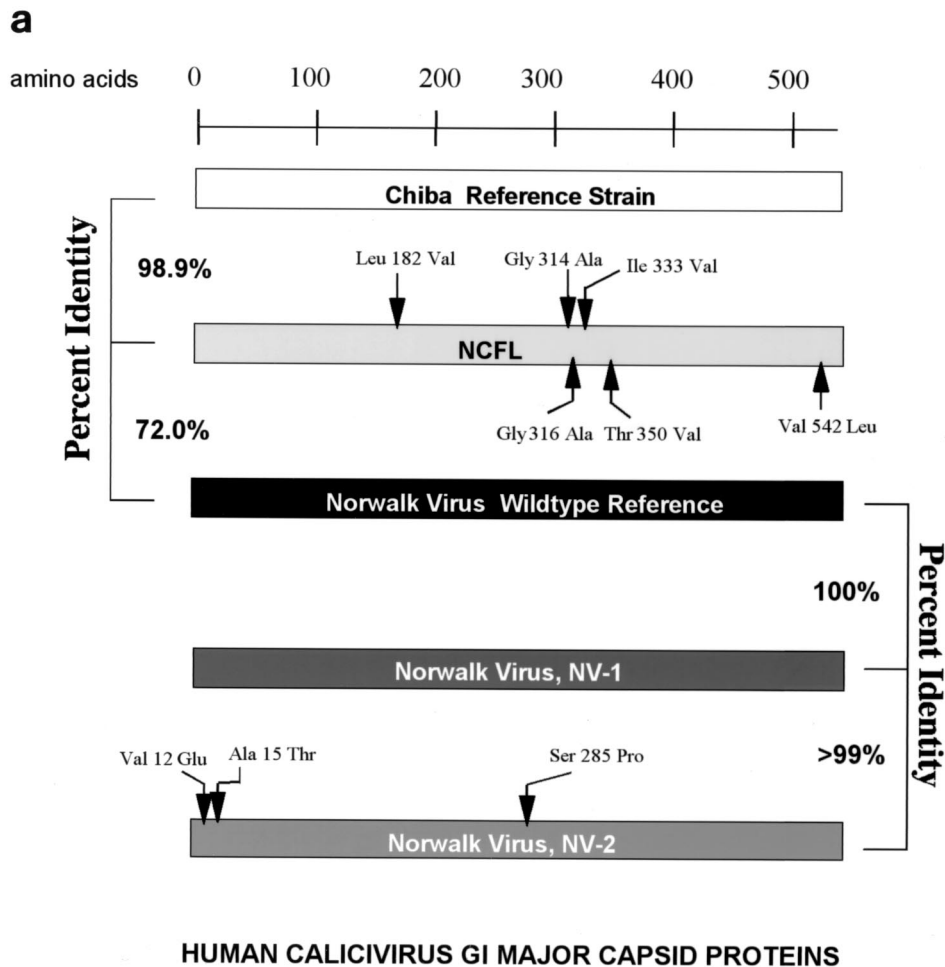 a
amino acids 0 100 200 300 400 500
Chiba Reference Strain
Percent Identity
98.9%
Leu 182 Val
Gly 314 Ala
Ile 333 Val
NCFL
72.0%
Gly 316 Ala
Thr 350 Val
Val 542 Leu
Norwalk Virus Wildtype Reference
Percent Identity
100%
Norwalk Virus, NV-1
>99%
Val 12 Glu
Ala 15 Thr
Ser 285 Pro
Norwalk Virus, NV-2
HUMAN CALICIVIRUS GI MAJOR CAPSID PROTEINS